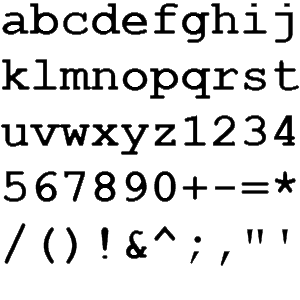 abcdefghij
klmnopqrst
uvwxyz1234
567890+-=*
/()!&^;,"'